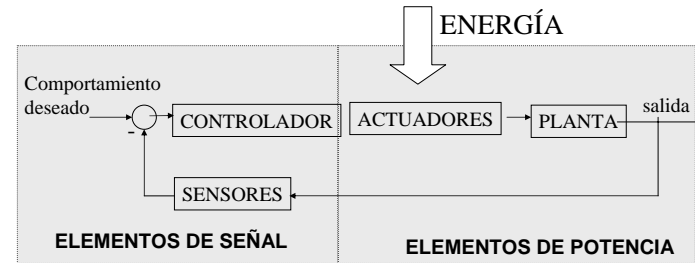 ENERGÍA
Comportamiento
deseado
-
CONTROLADOR
ACTUADORES
PLANTA
salida
SENSORES
ELEMENTOS DE SEÑAL
ELEMENTOS DE POTENCIA